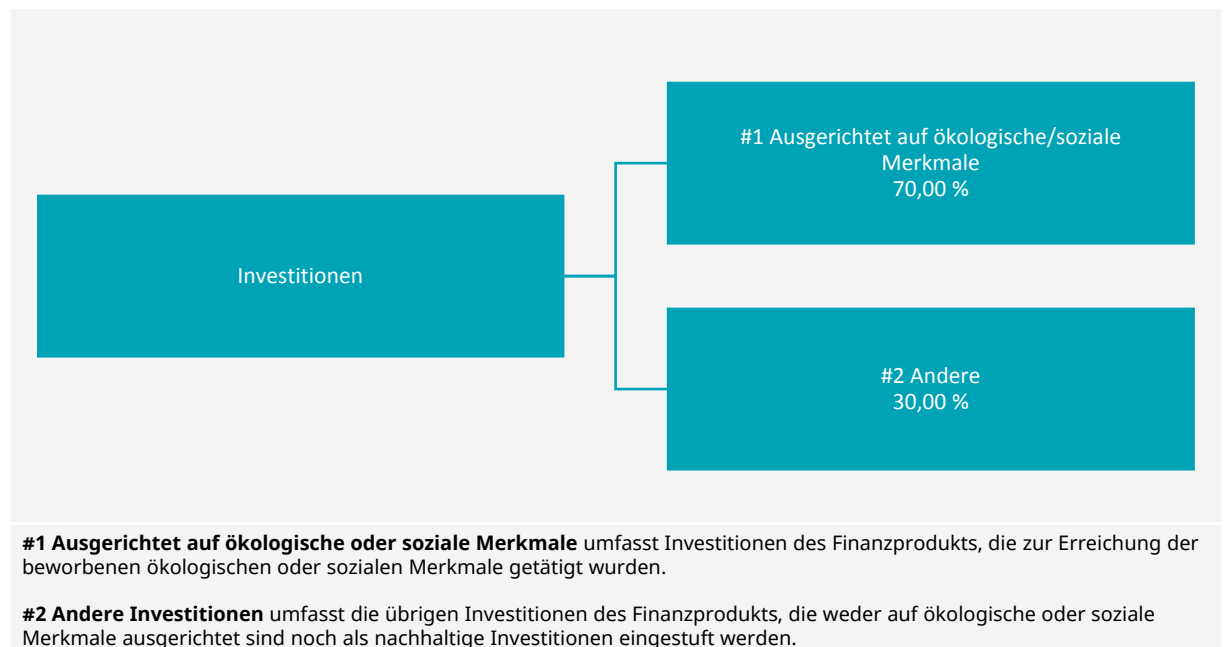 #1 Ausgerichtet auf ökologische/soziale
Merkmale
70,00 %
Investitionen
#2 Andere
30,00 %
#1 Ausgerichtet auf ökologische oder soziale Merkmale umfasst Investitionen des Finanzprodukts, die zur Erreichung der
beworbenen ökologischen oder sozialen Merkmale getätigt wurden.
#2 Andere Investitionen umfasst die übrigen Investitionen des Finanzprodukts, die weder auf ökologische oder soziale
Merkmale ausgerichtet sind noch als nachhaltige Investitionen eingestuft werden.